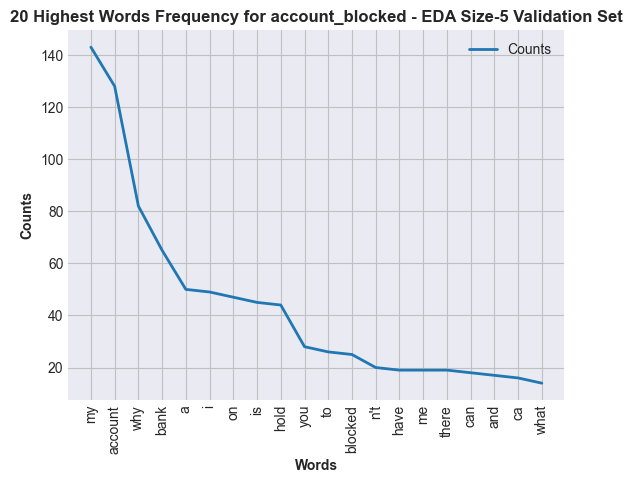 20 Highest Words Frequency for account_blocked - EDA Size-5 Validation Set
Counts
140
120
100
80
60
40
20
Counts
my
account
why
bank
a
i
on
is
hold
you
to
blocked
n't
have
me
there
can
and
ca
what
Words